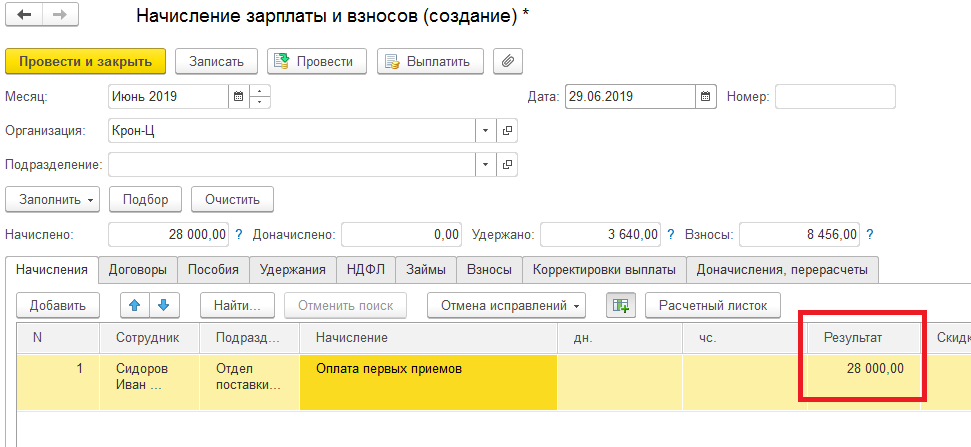 Начисление зарплаты и взносов (создание) *
Провести и закрыть Записать Провести Выплатить
Месяц: Июнь 2019 Дата: 29.06.2019 Номер:
Организация: Крон-Ц
Подразделение:
Заполнить Подбор Очистить
Начислено: 28 000,00 ? Доначислено: 0,00 Удержано: 3 640,00 ? Взносы: 8 456,00 ?
Начисления Договоры Пособия Удержания НДФЛ Займы Взносы Корректировки выплаты Доначисления, перерасчеты
Добавить Найти... Отменить поиск Отмена исправлений Расчетный листок
N Сотрудник Подразд... Начисление дн. чс. Результат Скидк
1 Сидоров Отдел Оплата первых приемов 28 000,00
Иван ... поставки...